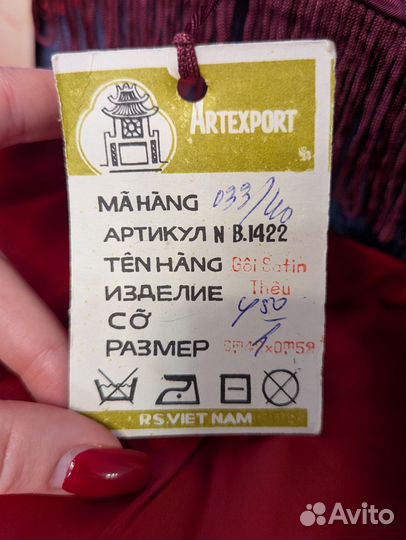 ARTEXPORT
MÃ HÀNG 033/40
АРТИКУЛ N B.1422
TÊN HÀNG Gối Satin
ИЗДЕЛИЕ Thêu
CỠ 450
РАЗМЕР
RS.VIET NAM
Avito